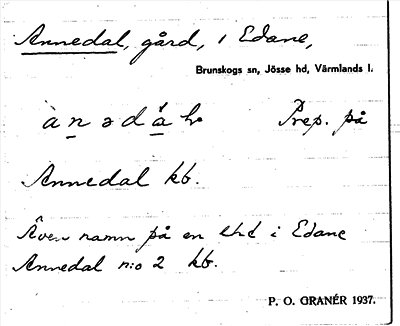 Annedal, gård, i Edane,
Brunskogs sn, Jösse hd, Värmlands l.
Prep. på
Annedal kb.
Även namn på en i Edane
Annedal n:o 2 kb.
P. O. GRANÉR 1937.